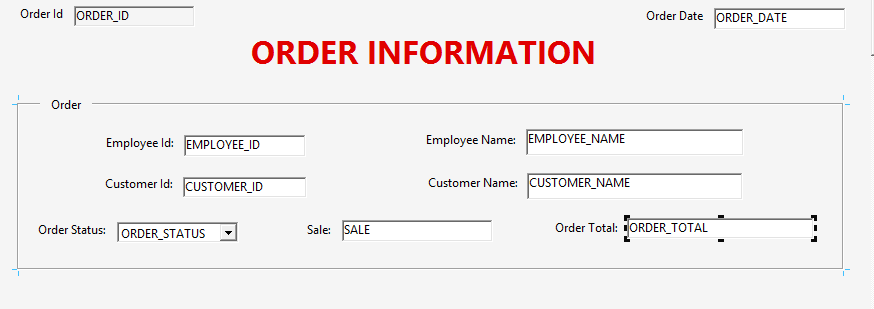 Order Id ORDER_ID Order Date ORDER_DATE
ORDER INFORMATION
Order
Employee Id: EMPLOYEE_ID Employee Name: EMPLOYEE_NAME
Customer Id: CUSTOMER_ID Customer Name: CUSTOMER_NAME
Order Status: ORDER_STATUS Sale: SALE Order Total: ORDER_TOTAL